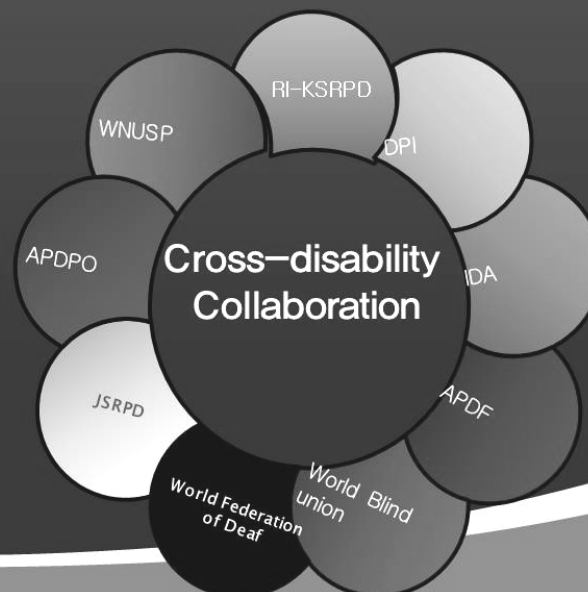 RI-KSRPD
WNUSP
DPI
APDPO
Cross-disability
Collaboration
IDA
JSRPD
APDF
World Federation
of Deaf
World Blind
union